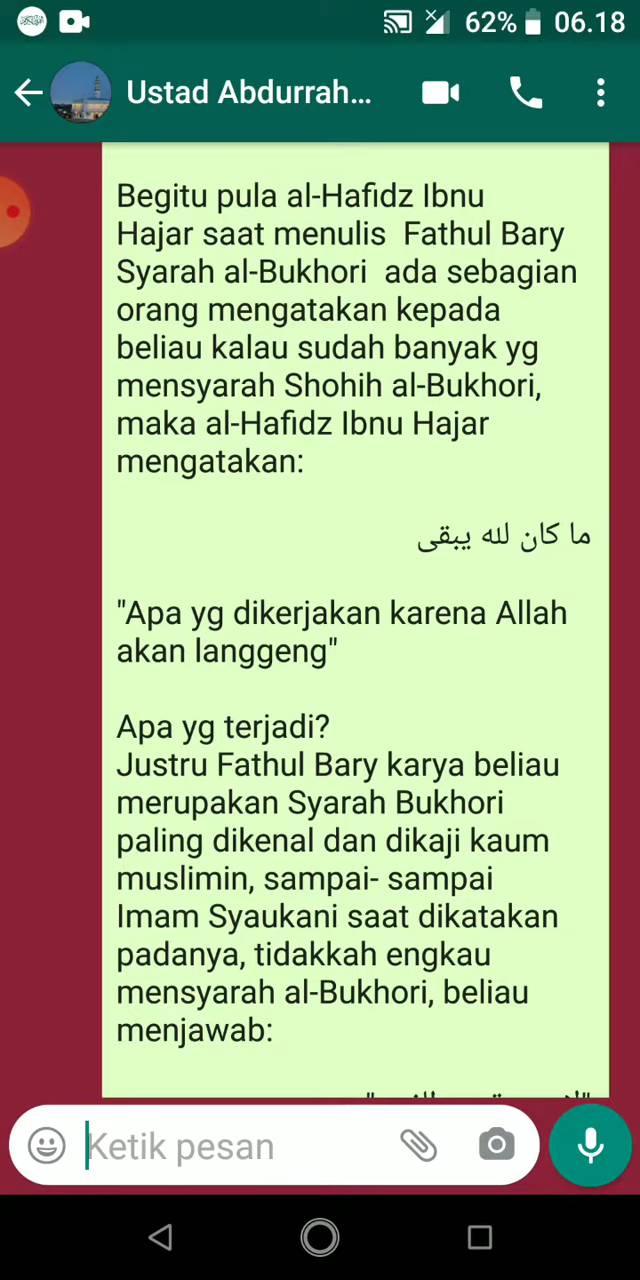 62% 06.18
Ustad Abdurrah...
Begitu pula al-Hafidz Ibnu
Hajar saat menulis  Fathul Bary
Syarah al-Bukhori  ada sebagian
orang mengatakan kepada
beliau kalau sudah banyak yg
mensyarah Shohih al-Bukhori,
maka al-Hafidz Ibnu Hajar
mengatakan:
ما كان لله يبقى
"Apa yg dikerjakan karena Allah
akan langgeng"
Apa yg terjadi?
Justru Fathul Bary karya beliau
merupakan Syarah Bukhori
paling dikenal dan dikaji kaum
muslimin, sampai- sampai
Imam Syaukani saat dikatakan
padanya, tidakkah engkau
mensyarah al-Bukhori, beliau
menjawab:
Ketik pesan